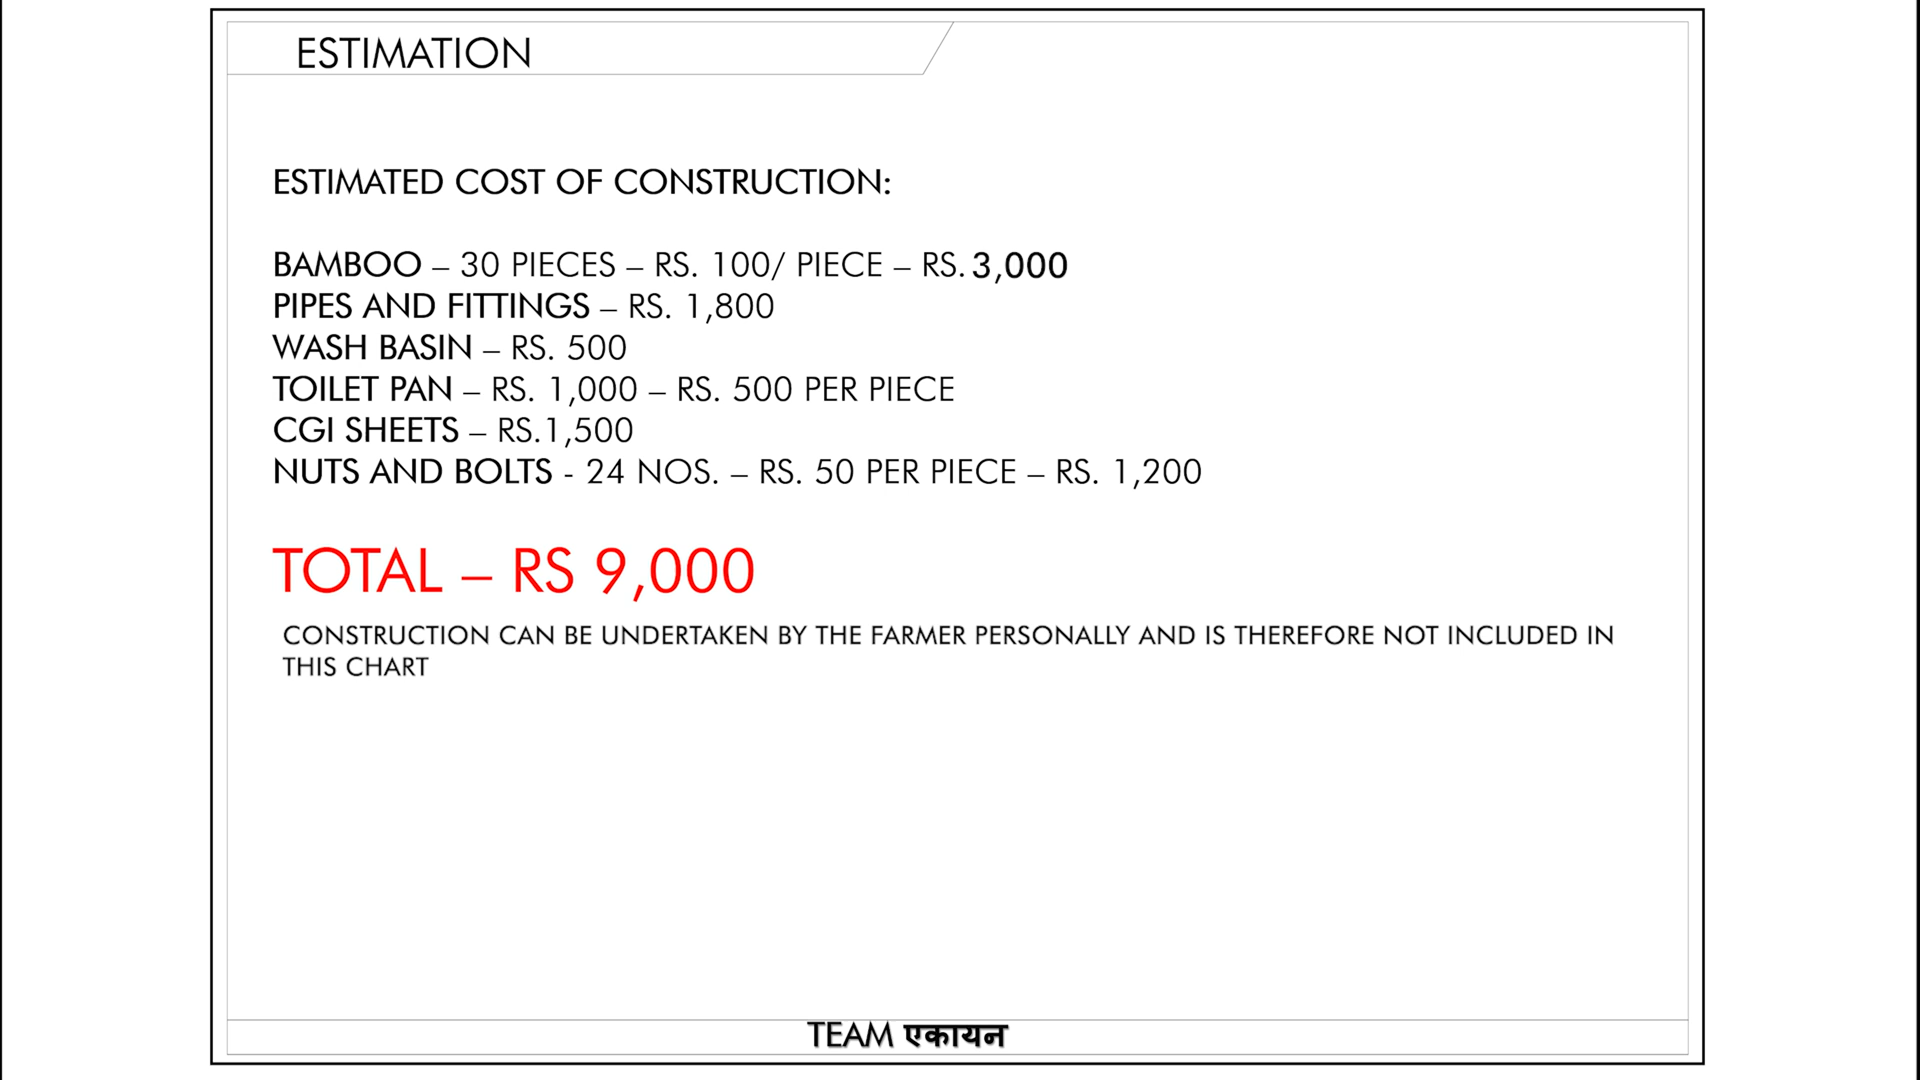 ESTIMATION
ESTIMATED COST OF CONSTRUCTION:
BAMBOO – 30 PIECES – RS. 100/ PIECE – RS. 3,000
PIPES AND FITTINGS – RS. 1,800
WASH BASIN – RS. 500
TOILET PAN – RS. 1,000 – RS. 500 PER PIECE
CGI SHEETS – RS.1,500
NUTS AND BOLTS - 24 NOS. – RS. 50 PER PIECE – RS. 1,200
TOTAL – RS 9,000
CONSTRUCTION CAN BE UNDERTAKEN BY THE FARMER PERSONALLY AND IS THEREFORE NOT INCLUDED IN
THIS CHART
TEAM एकायन